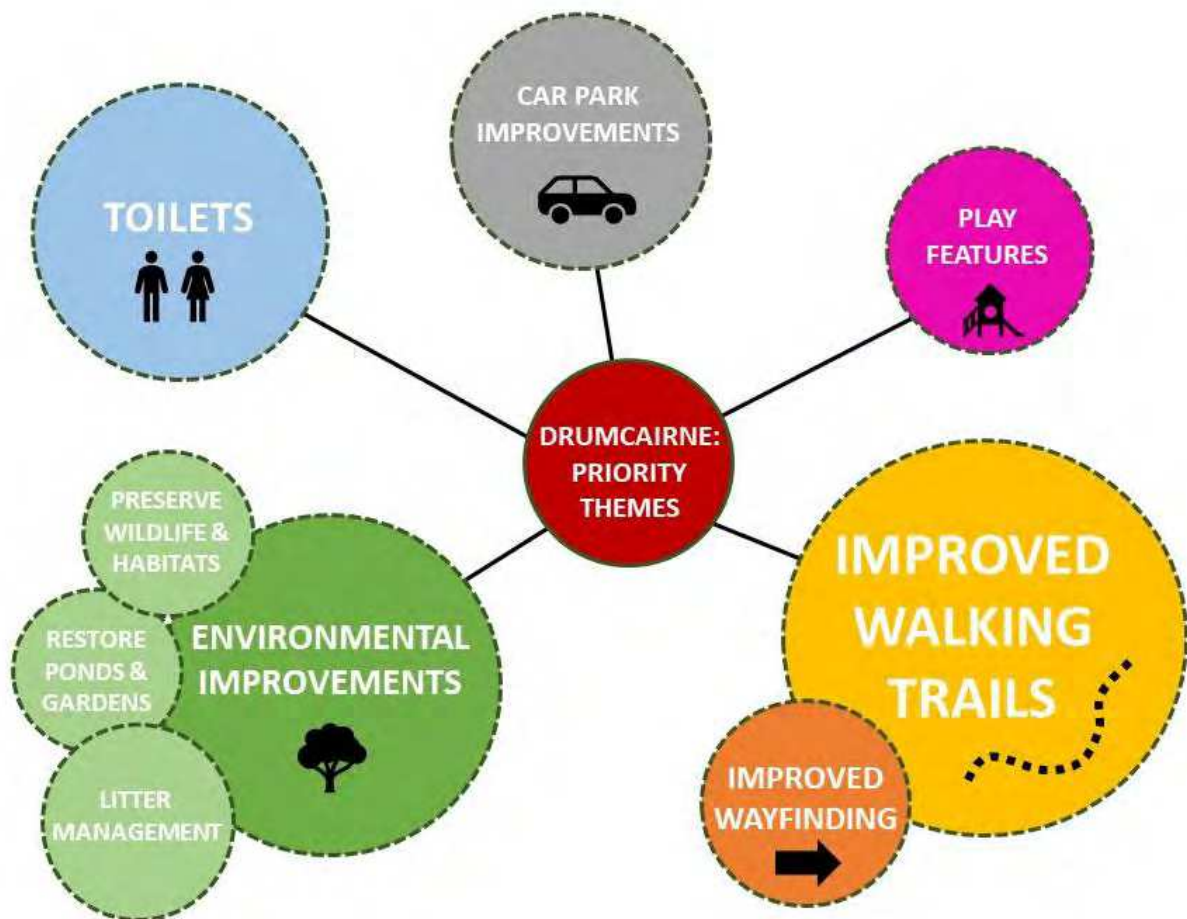 CAR PARK
IMPROVEMENTS
TOILETS
PLAY
FEATURES
DRUMCAIRNE:
PRIORITY
THEMES
PRESERVE
WILDLIFE &
HABITATS
RESTORE
PONDS &
GARDENS
LITTER
MANAGEMENT
ENVIRONMENTAL
IMPROVEMENTS
IMPROVED
WALKING
TRAILS
IMPROVED
WAYFINDING